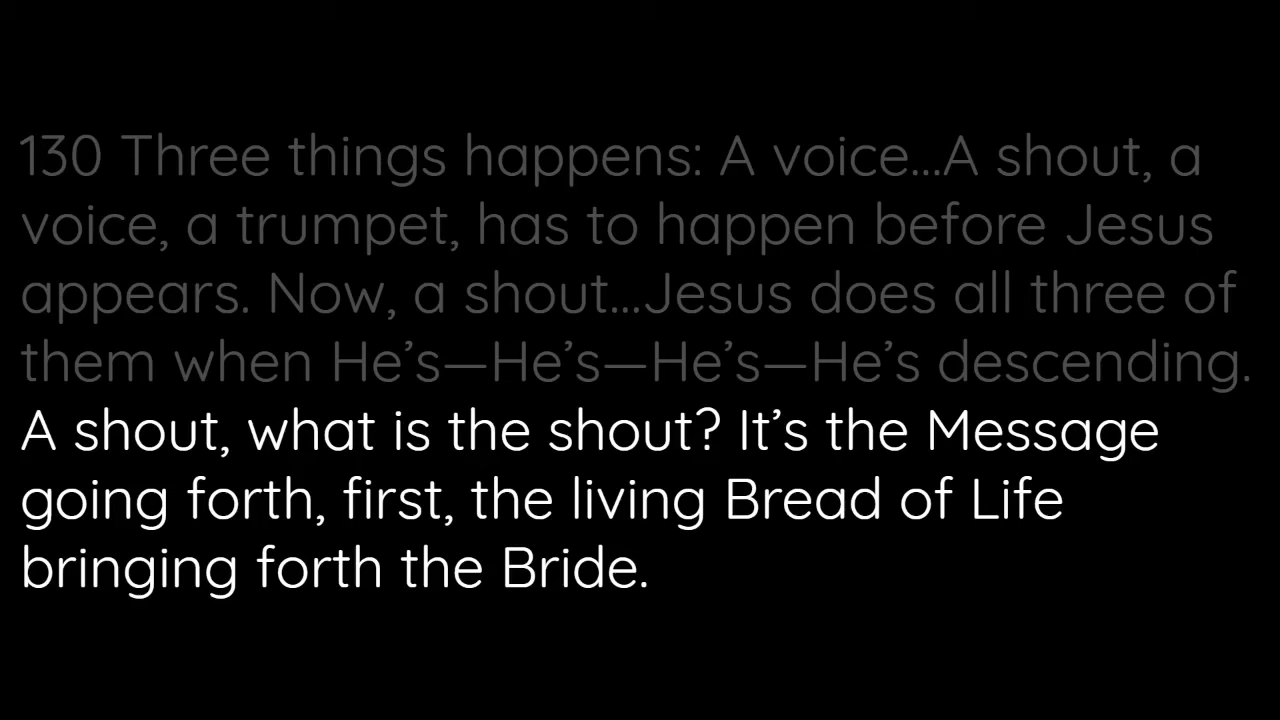 130 Three things happens: A voice...A shout, a
voice, a trumpet, has to happen before Jesus
appears. Now, a shout...Jesus does all three of
them when He’s—He’s—He’s—He’s descending.
A shout, what is the shout? It’s the Message
going forth, first, the living Bread of Life
bringing forth the Bride.